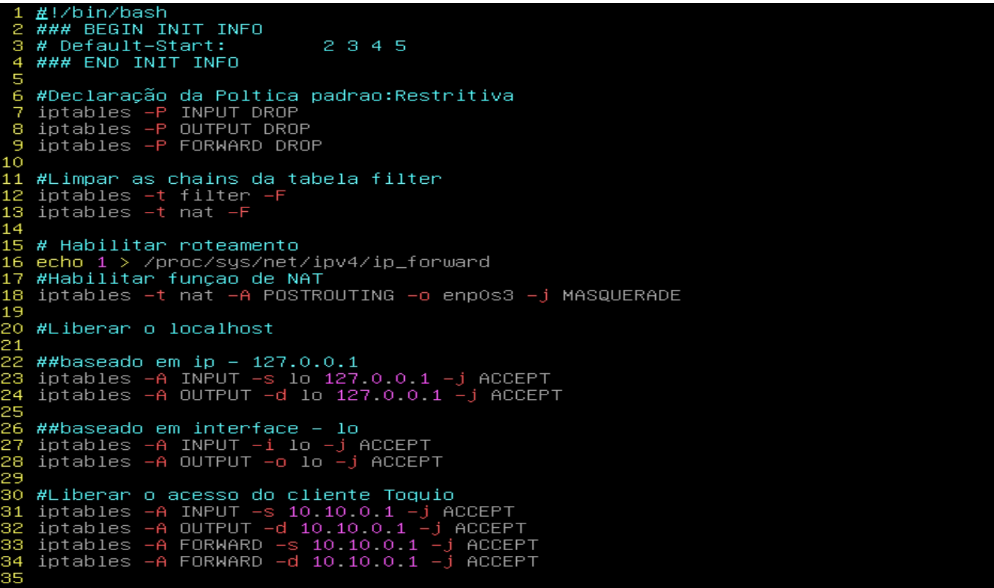 1 #!/bin/bash
2 ### BEGIN INIT INFO
3 # Default-Start:        2 3 4 5
4 ### END INIT INFO
5
6 #Declaração da Poltica padrao:Restritiva
7 iptables -P INPUT DROP
8 iptables -P OUTPUT DROP
9 iptables -P FORWARD DROP
10
11 #Limpar as chains da tabela filter
12 iptables -t filter -F
13 iptables -t nat -F
14
15 # Habilitar roteamento
16 echo 1 > /proc/sys/net/ipv4/ip_forward
17 #Habilitar funçao de NAT
18 iptables -t nat -A POSTROUTING -o enp0s3 -j MASQUERADE
19
20 #Liberar o localhost
21
22 ##baseado em ip - 127.0.0.1
23 iptables -A INPUT -s lo 127.0.0.1 -j ACCEPT
24 iptables -A OUTPUT -d lo 127.0.0.1 -j ACCEPT
25
26 ##baseado em interface - lo
27 iptables -A INPUT -i lo -j ACCEPT
28 iptables -A OUTPUT -o lo -j ACCEPT
29
30 #Liberar o acesso do cliente Toquio
31 iptables -A INPUT -s 10.10.0.1 -j ACCEPT
32 iptables -A OUTPUT -d 10.10.0.1 -j ACCEPT
33 iptables -A FORWARD -s 10.10.0.1 -j ACCEPT
34 iptables -A FORWARD -d 10.10.0.1 -j ACCEPT
35